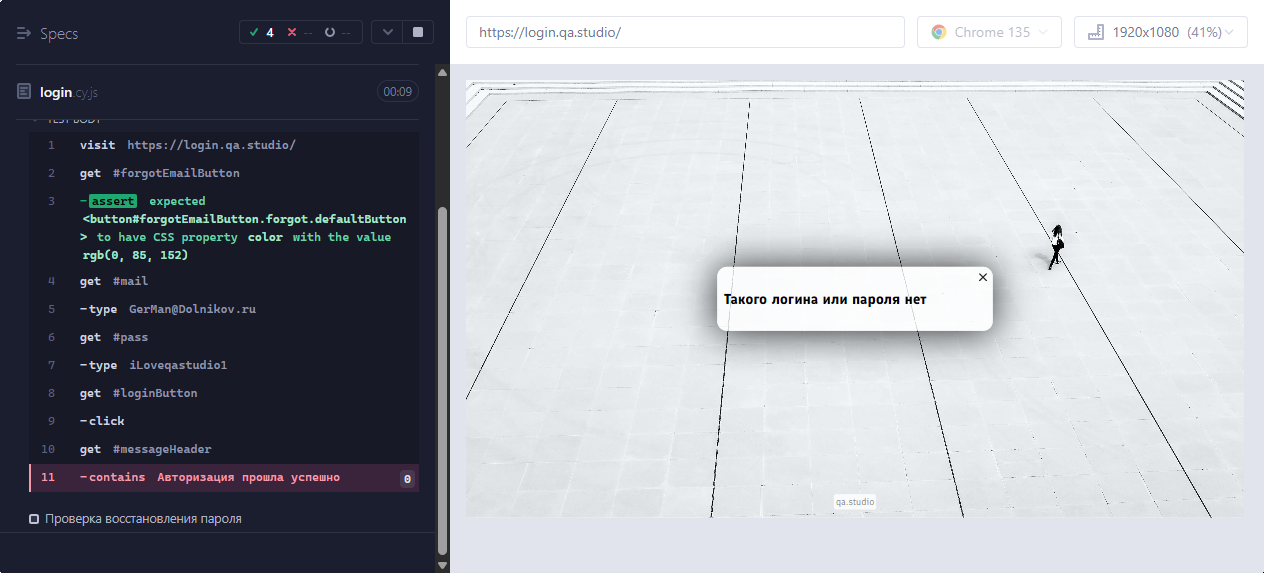 Specs
4 -- --
login.cy.js
00:09
TEST BODY
1 visit https://login.qa.studio/
2 get #forgotEmailButton
3 -assert expected
<button#forgotEmailButton.forgot.defaultButton
> to have CSS property color with the value
rgb(0, 85, 152)
4 get #mail
5 -type GerMan@Dolnikov.ru
6 get #pass
7 -type iLoveqastudio1
8 get #loginButton
9 -click
10 get #messageHeader
11 -contains Авторизация прошла успешно 0
Проверка восстановления пароля
https://login.qa.studio/
Chrome 135
1920x1080 (41%)
Такого логина или пароля нет
qa.studio